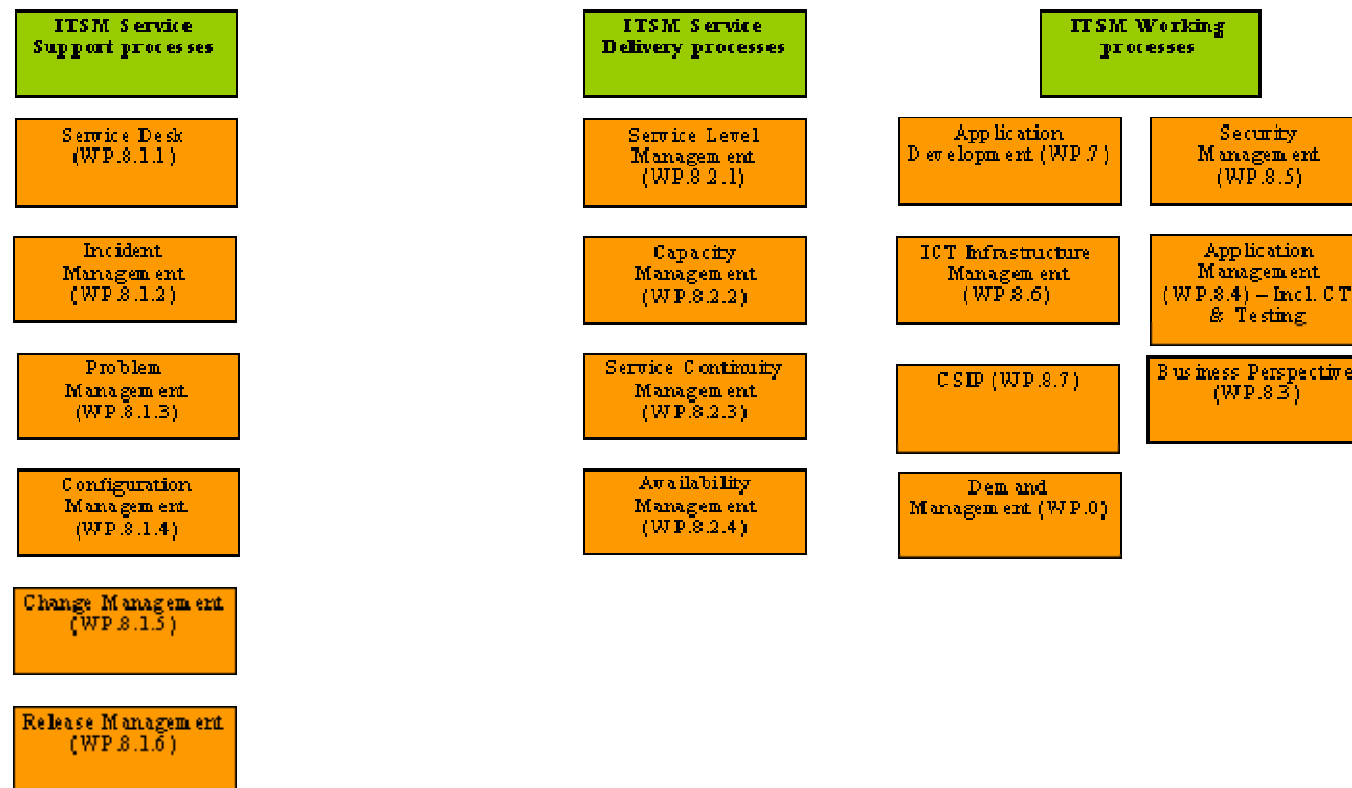 ITSM Service
Support processes
Service Desk
(WP.8.1.1)
Incident
Management
(WP.8.1.2)
Problem
Management
(WP.8.1.3)
Configuration
Management
(WP.8.1.4)
Change Management
(WP.8.1.5)
Release Management
(WP.8.1.6)
ITSM Service
Delivery processes
Service Level
Management
(WP.8.2.1)
Capacity
Management
(WP.8.2.2)
Service Continuity
Management
(WP.8.2.3)
Availability
Management
(WP.8.2.4)
ITSM Working
processes
Application
Development (WP.7)
ICT Infrastructure
Management
(WP.8.6)
CSIP (WP.8.7)
Demand
Management (WP.0)
Security
Management
(WP.8.5)
Application
Management
(WP.8.4) – Incl. CT
& Testing
Business Perspective
(WP.8.3)